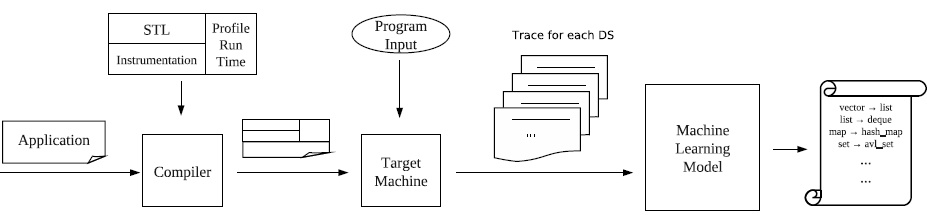 STL
Instrumentation
Profile
Run
Time
Program
Input
Trace for each DS
Application
Compiler
Target
Machine
...
Machine
Learning
Model
vector → list
list → deque
map → hash_map
set → avl_set
...
...